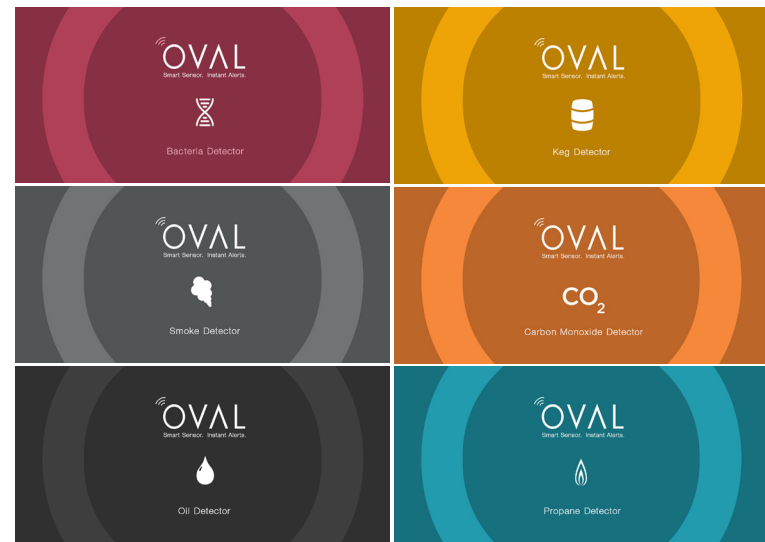 OVAL
Smart Sensor. Instant Alerts.
Bacteria Detector
OVAL
Smart Sensor. Instant Alerts.
Keg Detector
OVAL
Smart Sensor. Instant Alerts.
Smoke Detector
OVAL
Smart Sensor. Instant Alerts.
CO2
Carbon Monoxide Detector
OVAL
Smart Sensor. Instant Alerts.
Oil Detector
OVAL
Smart Sensor. Instant Alerts.
Propane Detector